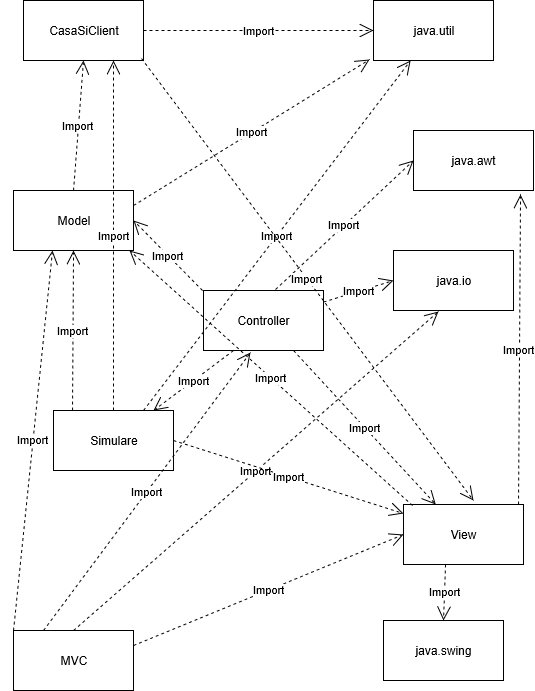 CasaSiClient
Import
java.util
Import
Import
java.awt
Model
Import
Import
Import
Import
Import
Import
java.io
Controller
Import
Import
Import
Import
Import
Simulare
Import
Import
Import
Import
View
Import
Import
MVC
java.swing